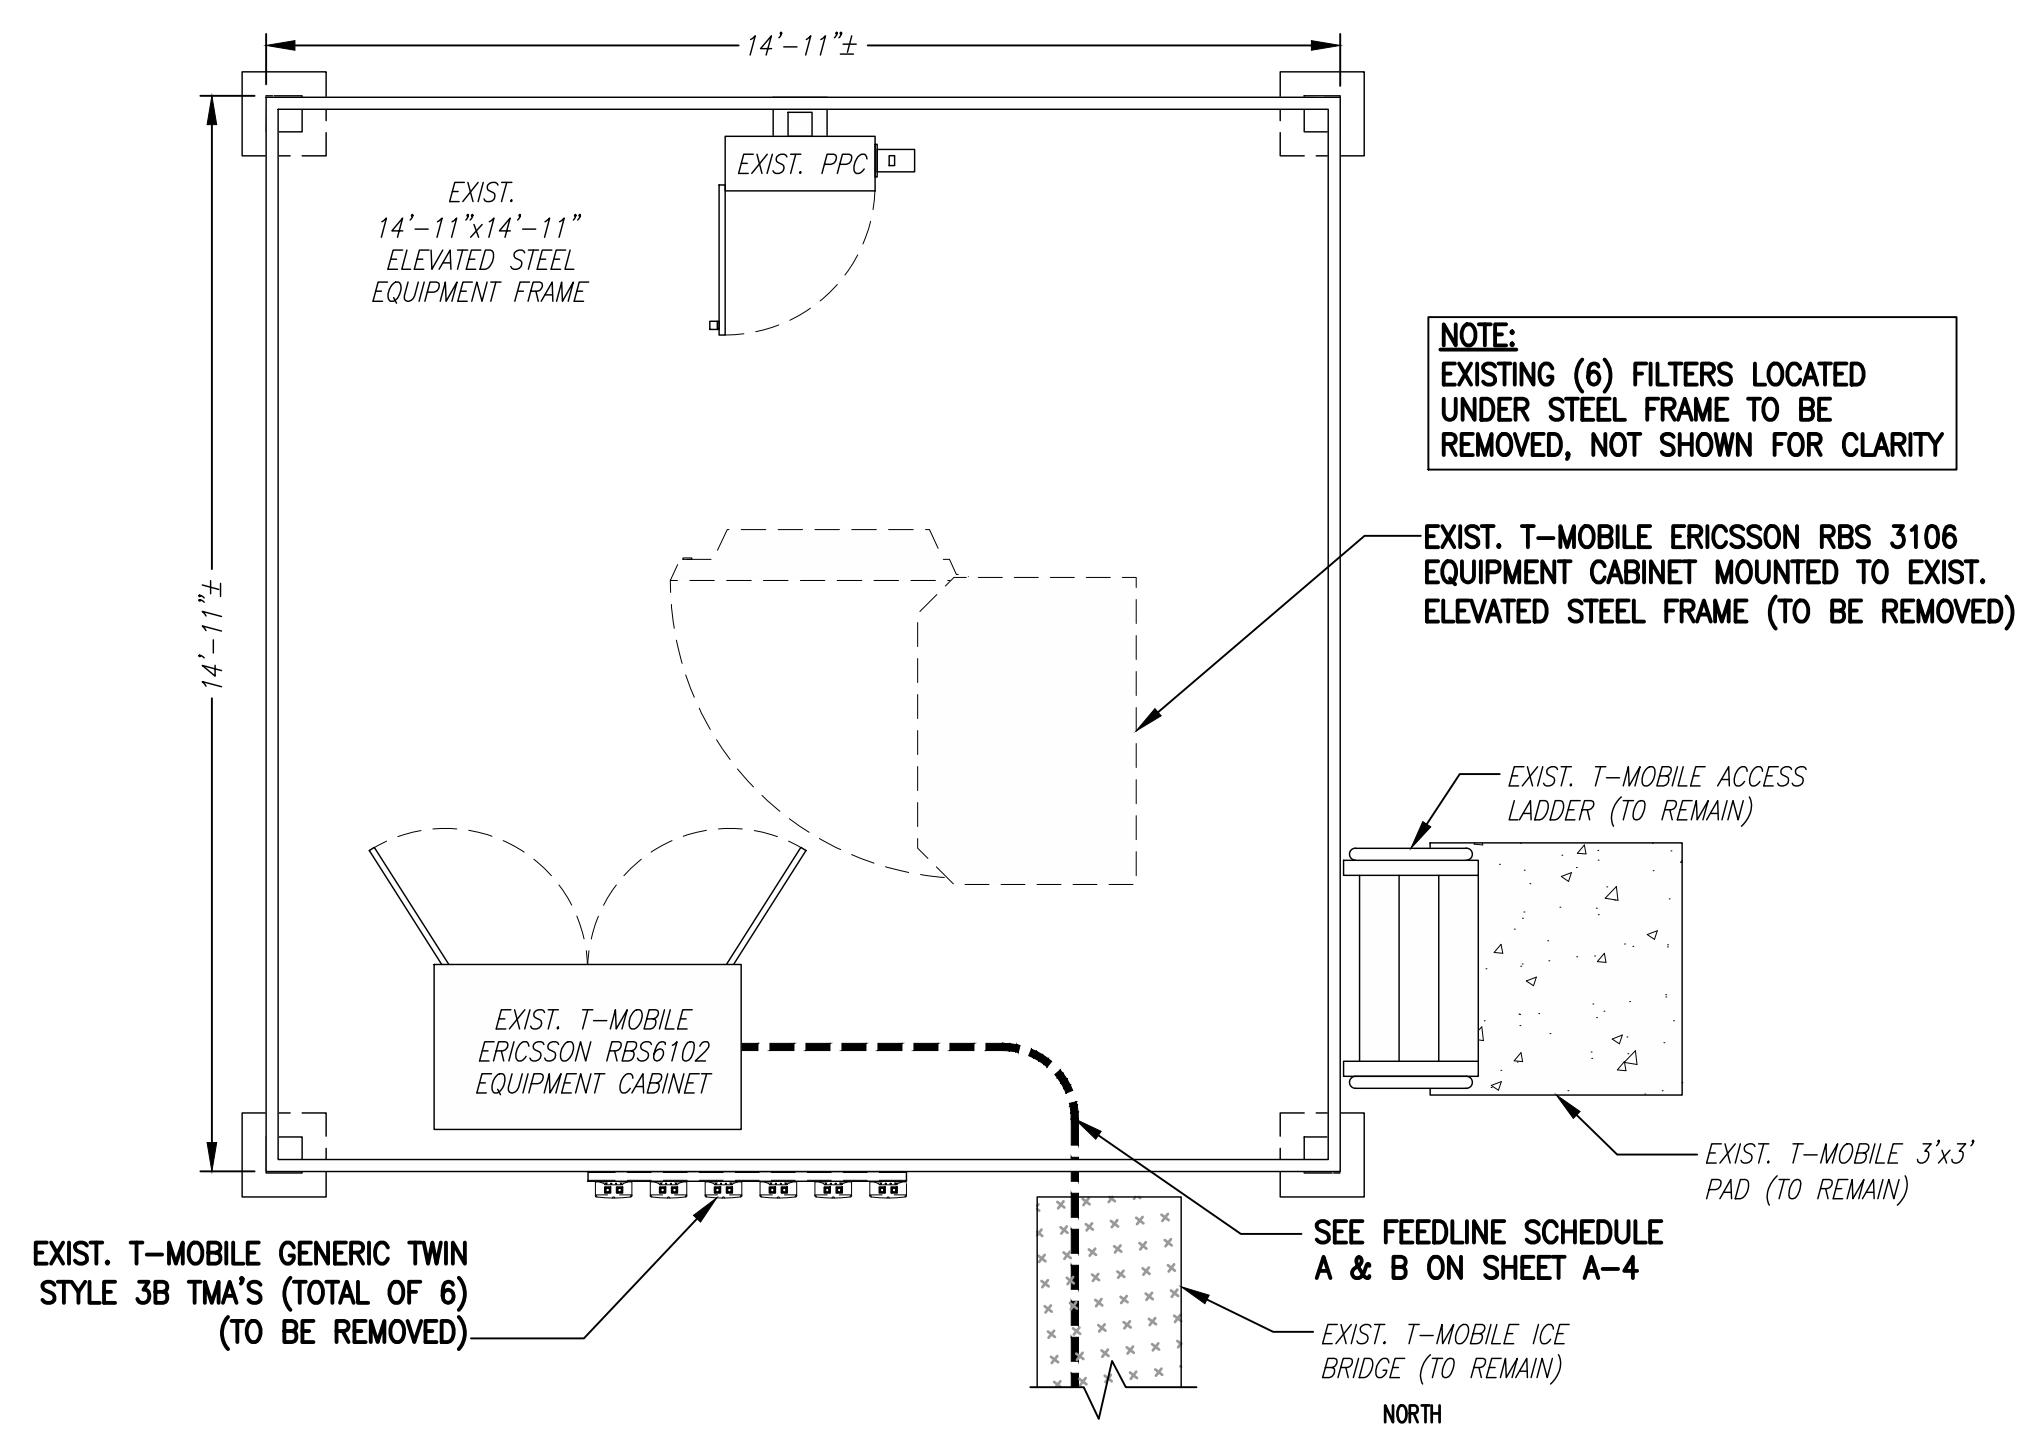 14'-11"±
EXIST. PPC
EXIST.
14'-11"x14'-11"
ELEVATED STEEL
EQUIPMENT FRAME
NOTE:
EXISTING (6) FILTERS LOCATED
UNDER STEEL FRAME TO BE
REMOVED, NOT SHOWN FOR CLARITY
EXIST. T-MOBILE ERICSSON RBS 3106
EQUIPMENT CABINET MOUNTED TO EXIST.
ELEVATED STEEL FRAME (TO BE REMOVED)
14'-11"±
EXIST. T-MOBILE ACCESS
LADDER (TO REMAIN)
EXIST. T-MOBILE
ERICSSON RBS6102
EQUIPMENT CABINET
EXIST. T-MOBILE 3'x3'
PAD (TO REMAIN)
SEE FEEDLINE SCHEDULE
A & B ON SHEET A-4
EXIST. T-MOBILE GENERIC TWIN
STYLE 3B TMA'S (TOTAL OF 6)
(TO BE REMOVED)
EXIST. T-MOBILE ICE
BRIDGE (TO REMAIN)
NORTH